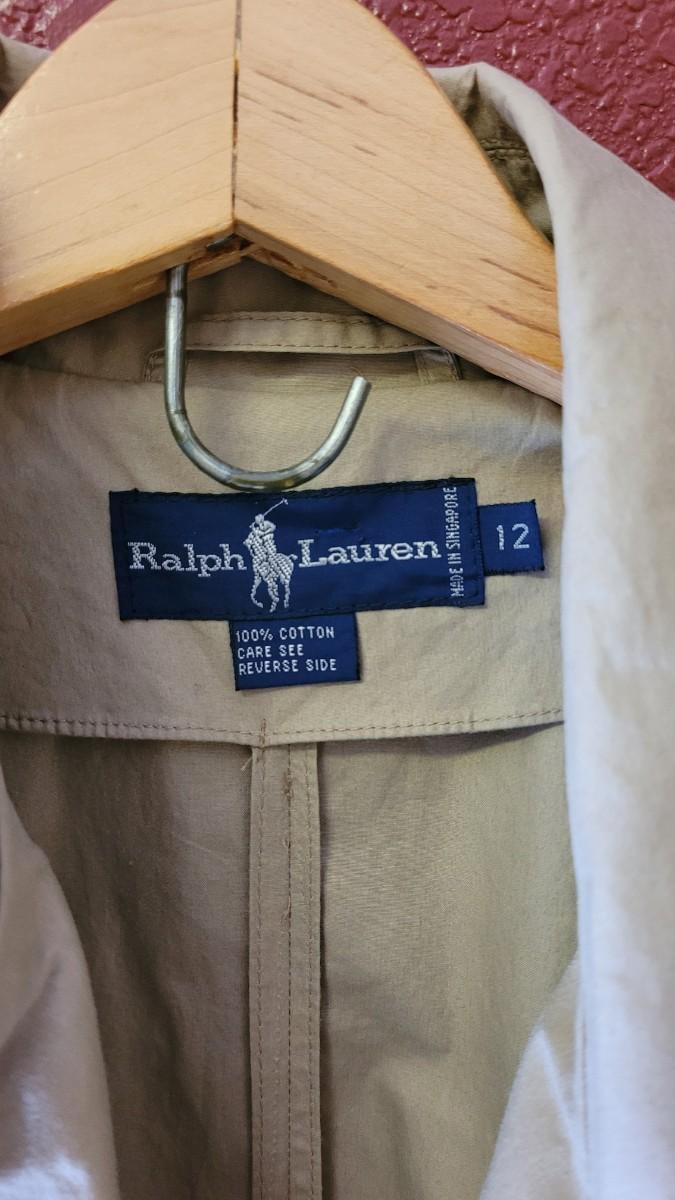 Ralph Lauren
MADE IN SINGAPORE
12
100% COTTON
CARE SEE
REVERSE SIDE